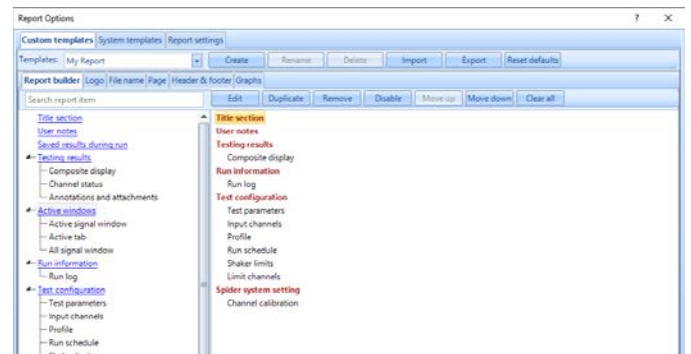 Report Options ? ×
Custom templates System templates Report settings
Templates: My Report Create Rename Delete Import Export Reset defaults
Report builder Logo File name Page Header & footer Graphs
Search report item Edit Duplicate Remove Disable Move up Move down Clear all
Title section
User notes
Saved results during run
Testing results
Composite display
Channel status
Annotations and attachments
Active windows
Active signal window
Active tab
All signal window
Run information
Run log
Test configuration
Test parameters
Input channels
Profile
Run schedule
Title section
User notes
Testing results
Composite display
Run information
Run log
Test configuration
Test parameters
Input channels
Profile
Run schedule
Shaker limits
Limit channels
Spider system setting
Channel calibration